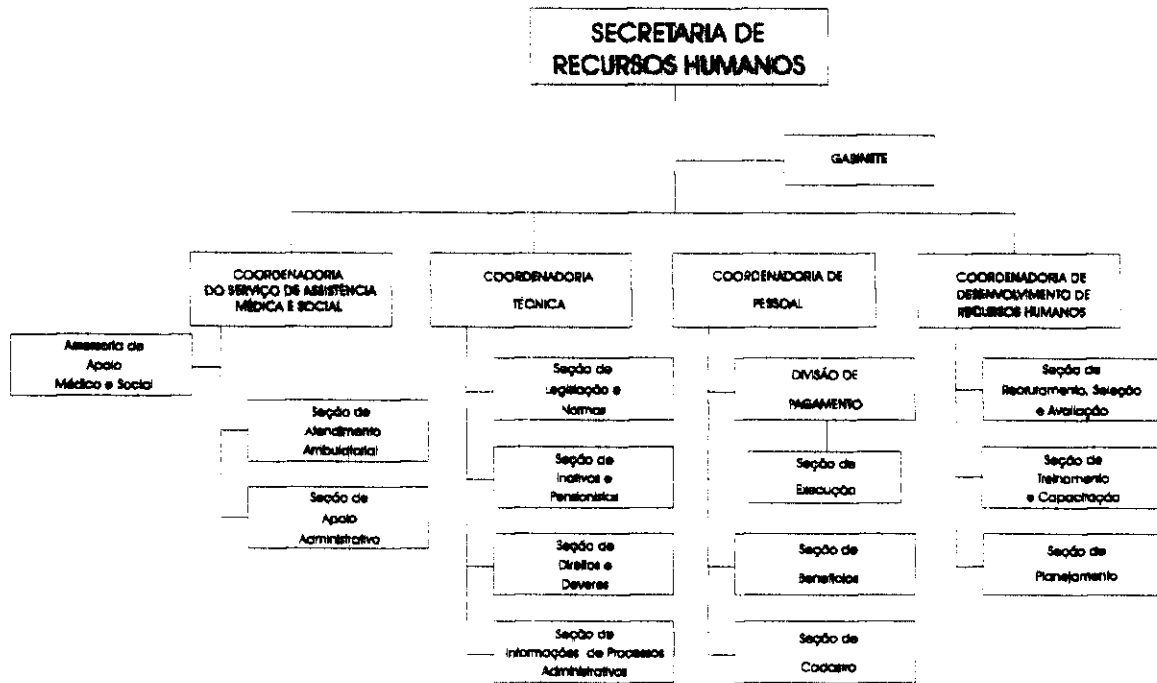 SECRETARIA DE
RECURSOS HUMANOS
GABINETE
COORDENADORIA
DO SERVIÇO DE ASSISTÊNCIA
MÉDICA E SOCIAL
COORDENADORIA
TÉCNICA
COORDENADORIA DE
PESSOAL
COORDENADORIA DE
DESENVOLVIMENTO DE
RECURSOS HUMANOS
Assessoria de
Apoio
Médico e Social
Seção de
Atendimento
Ambulatorial
Seção de
Apoio
Administrativo
Seção de
Legislação e
Normas
Seção de
Inativos e
Pensionistas
Seção de
Direitos e
Deveres
Seção de
Informações de Processos
Administrativos
DIVISÃO DE
PAGAMENTO
Seção de
Execução
Seção de
Benefícios
Seção de
Cadastro
Seção de
Recrutamento, Seleção
e Avaliação
Seção de
Treinamento
e Capacitação
Seção de
Planejamento